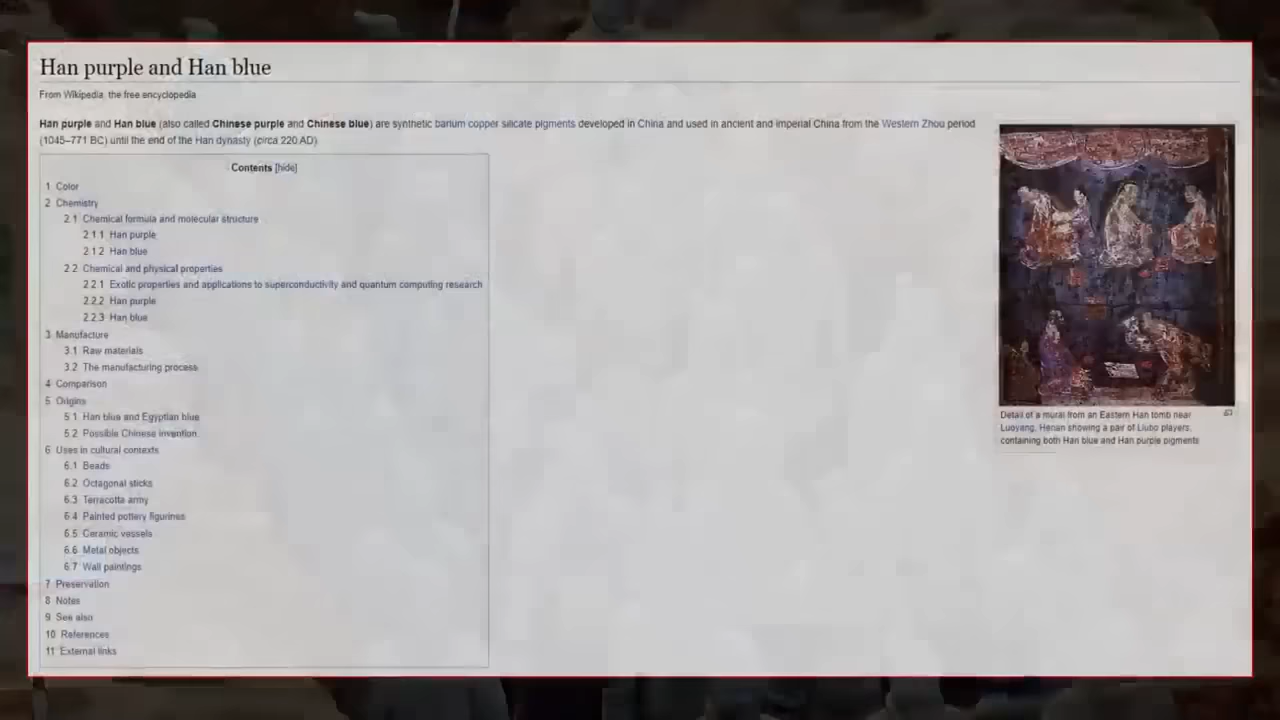 Han purple and Han blue
From Wikipedia, the free encyclopedia
Han purple and Han blue (also called Chinese purple and Chinese blue) are synthetic barium copper silicate pigments developed in China and used in ancient and imperial China from the Western Zhou period
(1045–771 BC) until the end of the Han dynasty (circa 220 AD)
Contents [hide]
1 Color
2 Chemistry
2.1 Chemical formula and molecular structure
2.1.1 Han purple
2.1.2 Han blue
2.2 Chemical and physical properties
2.2.1 Exotic properties and applications to superconductivity and quantum computing research
2.2.2 Han purple
2.2.3 Han blue
3 Manufacture
3.1 Raw materials
3.2 The manufacturing process
4 Comparison
5 Origins
5.1 Han blue and Egyptian blue
5.2 Possible Chinese invention
6 Uses in cultural contexts
6.1 Beads
6.2 Octagonal sticks
6.3 Terracotta army
6.4 Painted pottery figurines
6.5 Ceramic vessels
6.6 Metal objects
6.7 Wall paintings
7 Preservation
8 Notes
9 See also
10 References
11 External links
Detail of a mural from an Eastern Han tomb near
Luoyang, Henan showing a pair of Liubo players,
containing both Han blue and Han purple pigments